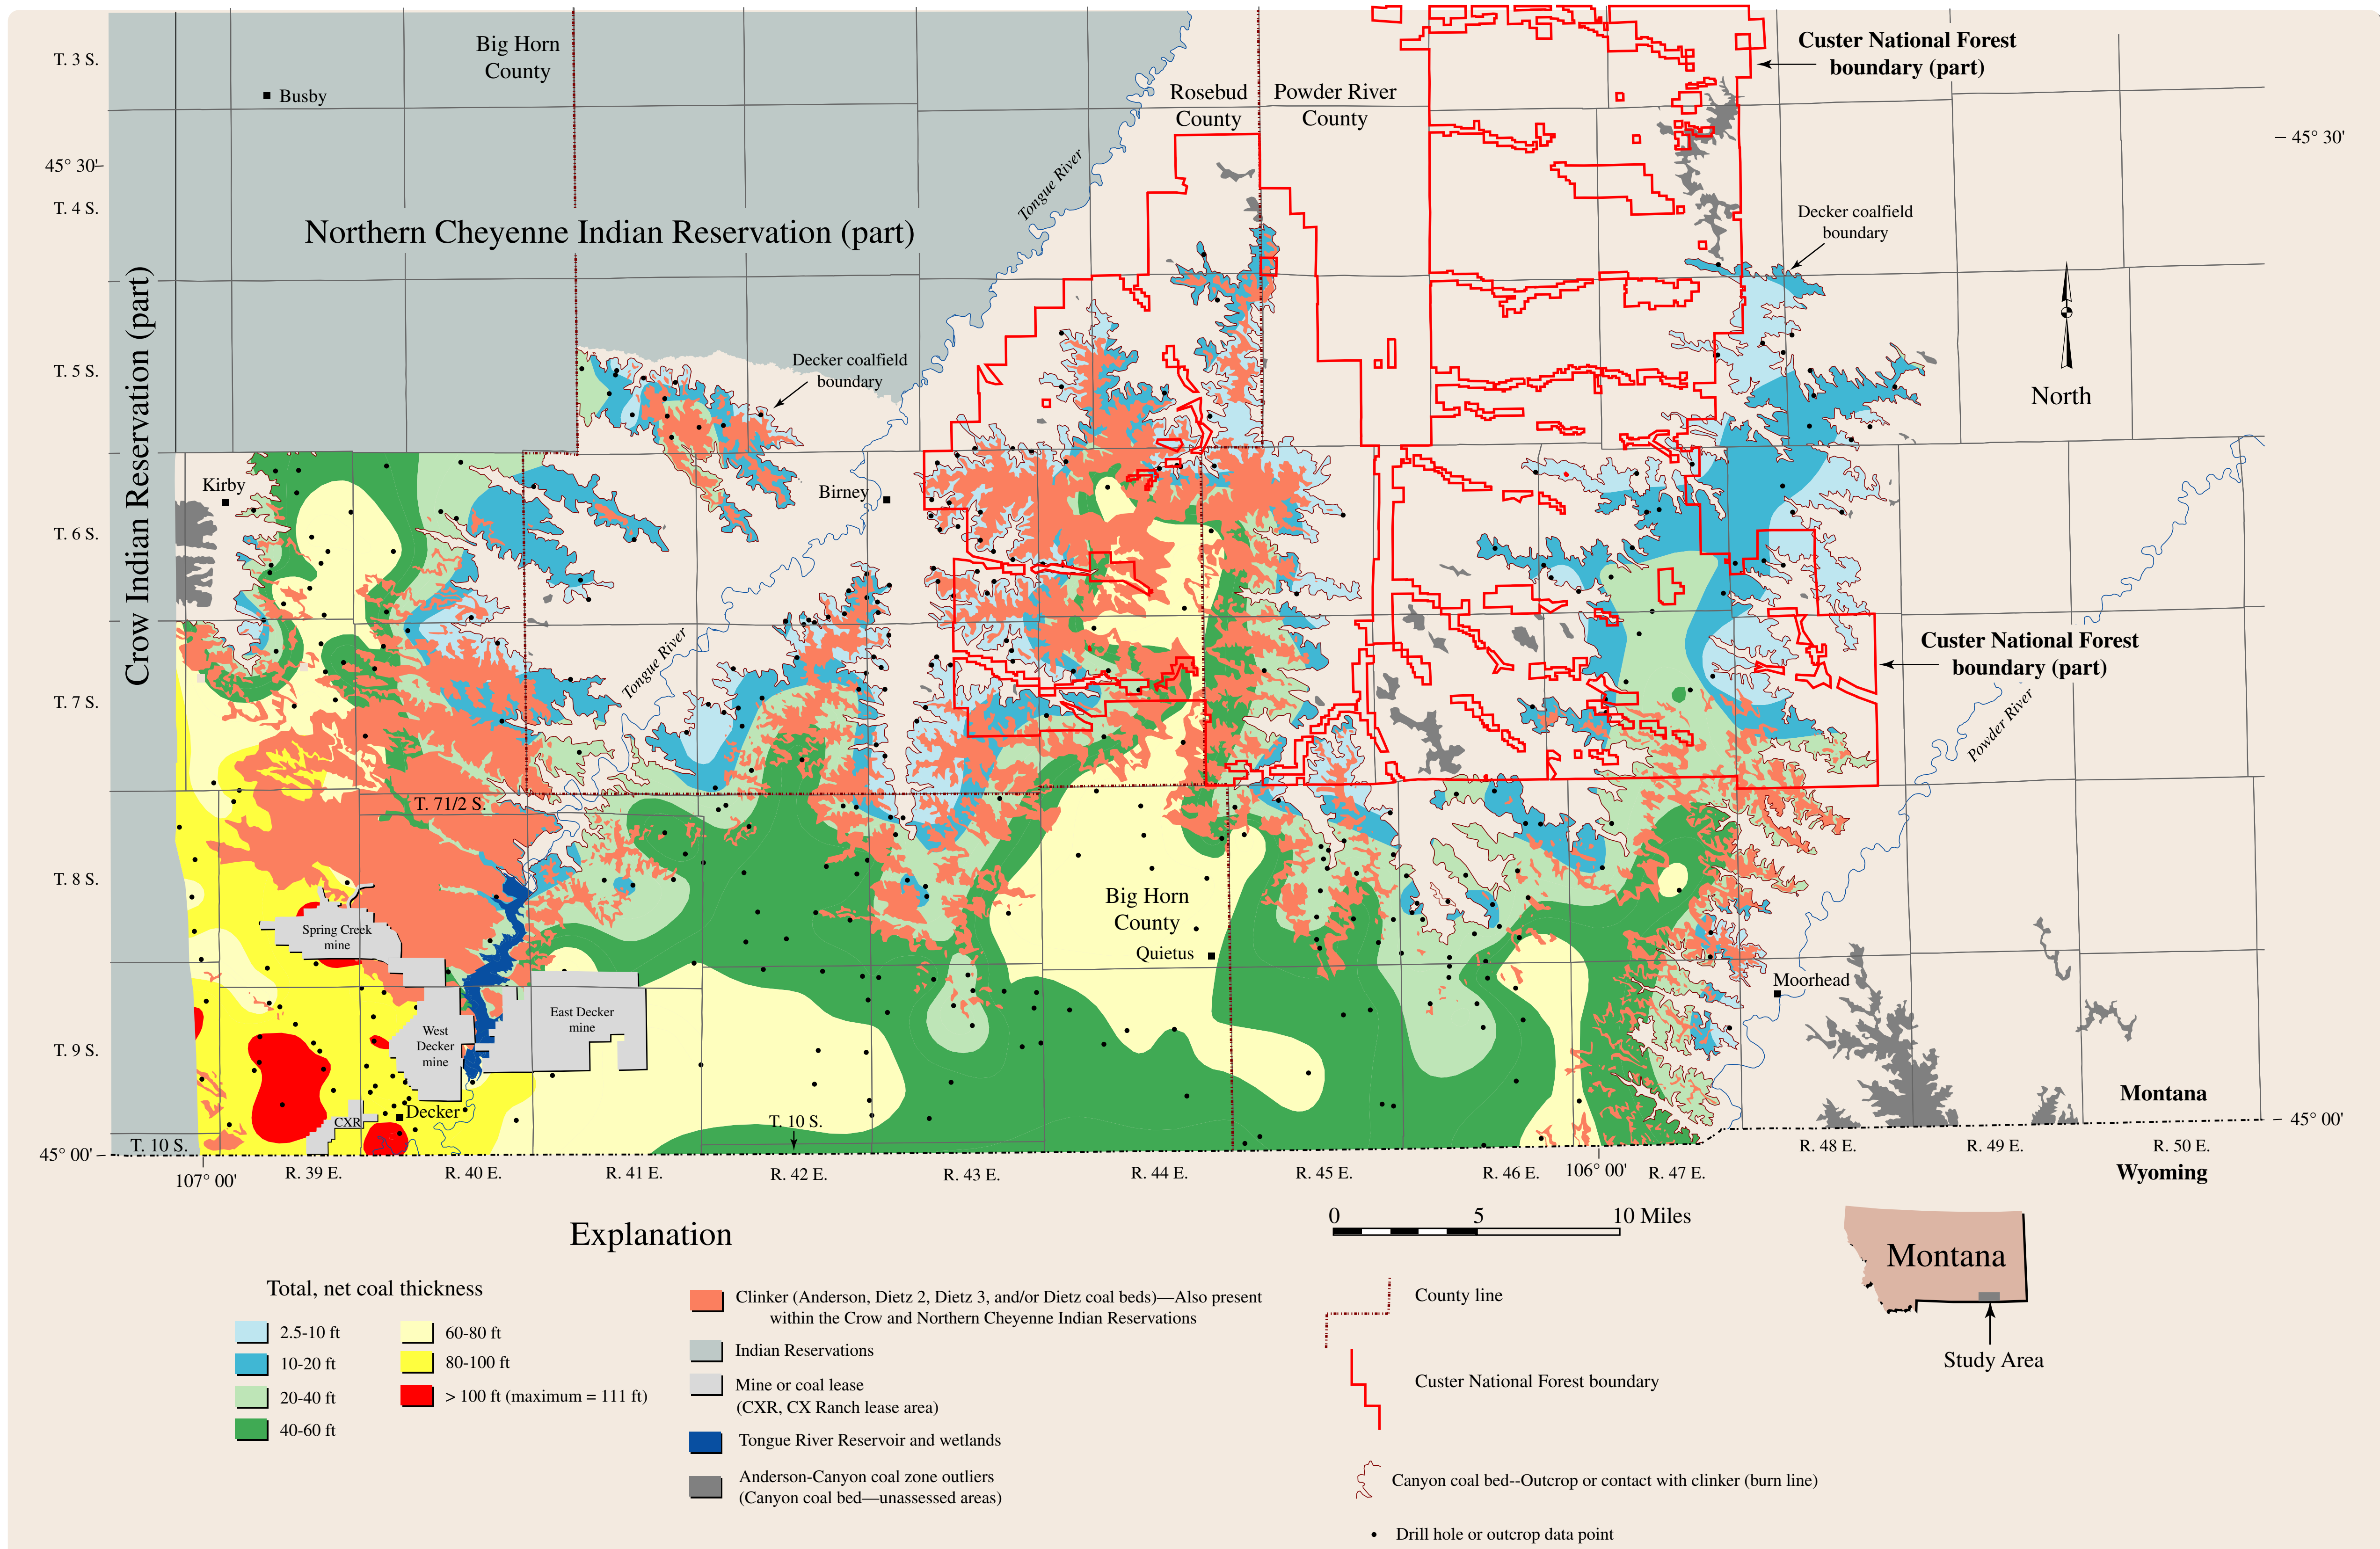 Big Horn
County
T. 3 S.
Busby
Rosebud
County
Powder River
County
Custer National Forest
boundary (part)
45° 30'
45° 30'
T. 4 S.
Tongue River
Northern Cheyenne Indian Reservation (part)
Decker coalfield
boundary
Crow Indian Reservation (part)
North
T. 5 S.
Decker coalfield
boundary
Kirby
Birney
T. 6 S.
Tongue River
Custer National Forest
boundary (part)
Powder River
T. 7 S.
T. 71/2 S.
T. 8 S.
Big Horn
County
Quietus
Spring Creek
mine
Moorhead
East Decker
mine
West
Decker
mine
T. 9 S.
Decker
CXR
T. 10 S.
T. 10 S.
Montana
45° 00'
45° 00'
Wyoming
107° 00'
R. 39 E.
R. 40 E.
R. 41 E.
R. 42 E.
R. 43 E.
R. 44 E.
R. 45 E.
R. 46 E.
106° 00'
R. 47 E.
R. 48 E.
R. 49 E.
R. 50 E.
Explanation
0 5 10 Miles
Total, net coal thickness
2.5-10 ft
10-20 ft
20-40 ft
40-60 ft
60-80 ft
80-100 ft
> 100 ft (maximum = 111 ft)
Clinker (Anderson, Dietz 2, Dietz 3, and/or Dietz coal beds)—Also present
within the Crow and Northern Cheyenne Indian Reservations
Indian Reservations
Mine or coal lease
(CXR, CX Ranch lease area)
Tongue River Reservoir and wetlands
Anderson-Canyon coal zone outliers
(Canyon coal bed—unassessed areas)
County line
Custer National Forest boundary
Canyon coal bed--Outcrop or contact with clinker (burn line)
Drill hole or outcrop data point
Montana
Study Area